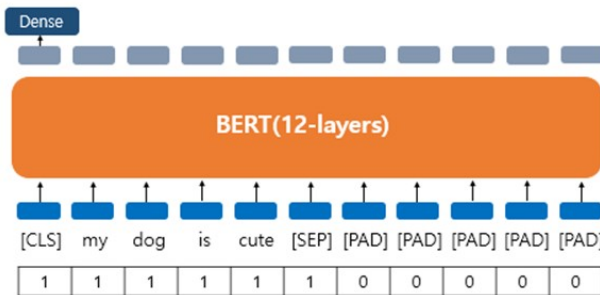 Dense
BERT(12-layers)
[CLS] my dog is cute [SEP] [PAD] [PAD] [PAD] [PAD] [PAD]
1 1 1 1 1 1 0 0 0 0 0